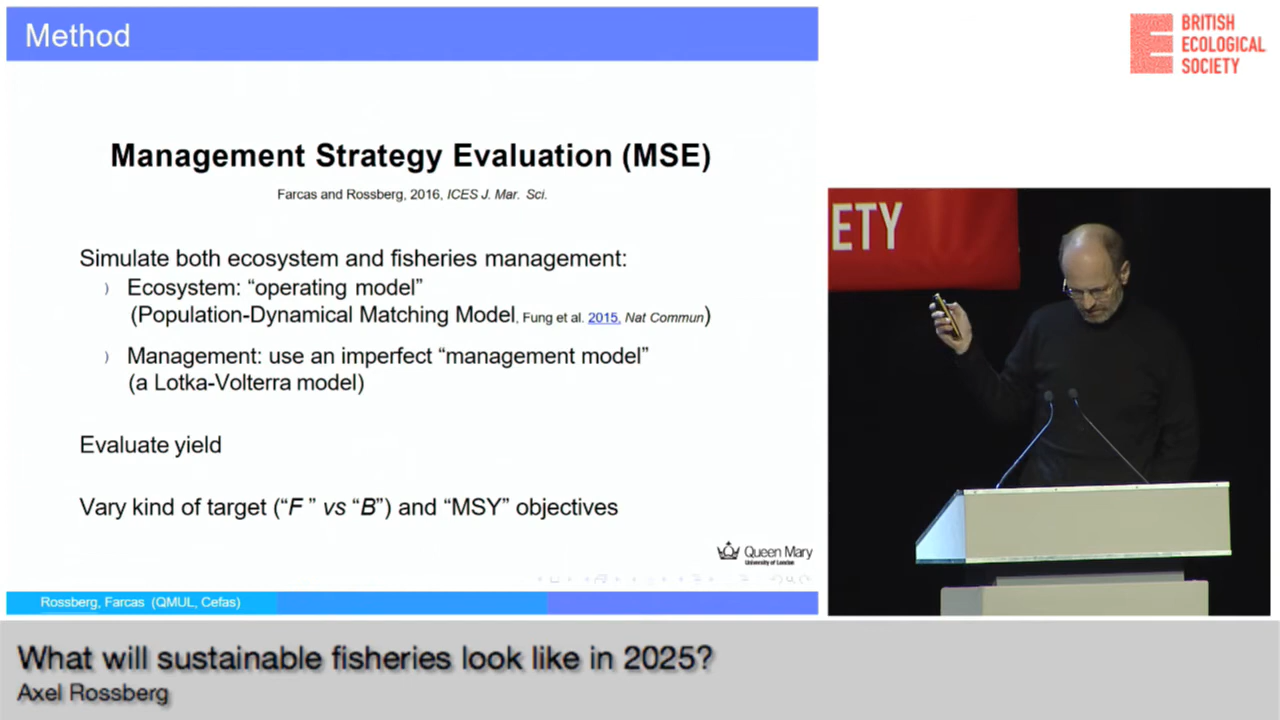 Method
Management Strategy Evaluation (MSE)
Farcas and Rossberg, 2016, ICES J. Mar. Sci.
Simulate both ecosystem and fisheries management:
Ecosystem: “operating model”
(Population-Dynamical Matching Model, Fung et al. 2015, Nat Commun)
Management: use an imperfect “management model”
(a Lotka-Volterra model)
Evaluate yield
Vary kind of target (“F ” vs “B”) and “MSY” objectives
Queen Mary
University of London
Rossberg, Farcas (QMUL, Cefas)
BRITISH
ECOLOGICAL
SOCIETY
ETY
What will sustainable fisheries look like in 2025?
Axel Rossberg